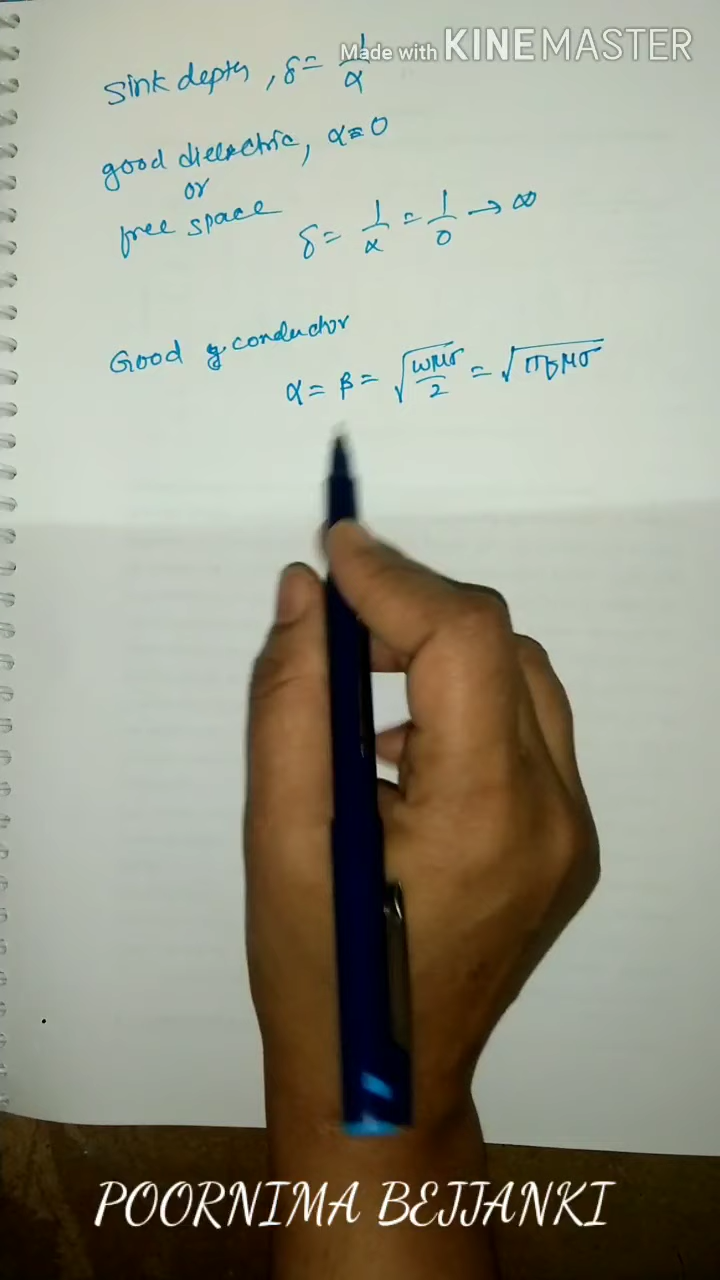 Made with KINEMASTER
Sink depth, δ = 1/α
good dielectric, α = 0
or
free space
δ = 1/α = 1/0 → ∞
Good conductor
α = β = √(ωμσ/2) = √(πfμσ)
POORNIMA BEJJANKI